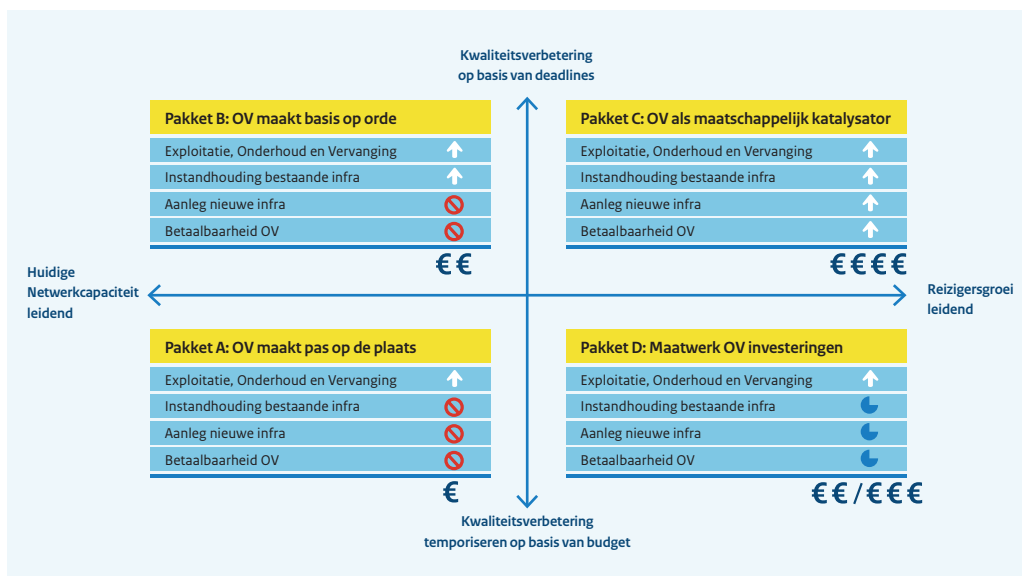 Kwaliteitsverbetering
op basis van deadlines
Pakket B: OV maakt basis op orde
Exploitatie, Onderhoud en Vervanging
Instandhouding bestaande infra
Aanleg nieuwe infra
Betaalbaarheid OV
€ €
Pakket C: OV als maatschappelijk katalysator
Exploitatie, Onderhoud en Vervanging
Instandhouding bestaande infra
Aanleg nieuwe infra
Betaalbaarheid OV
€ € € €
Huidige
Netwerkcapaciteit
leidend
Reizigersgroei
leidend
Pakket A: OV maakt pas op de plaats
Exploitatie, Onderhoud en Vervanging
Instandhouding bestaande infra
Aanleg nieuwe infra
Betaalbaarheid OV
€
Pakket D: Maatwerk OV investeringen
Exploitatie, Onderhoud en Vervanging
Instandhouding bestaande infra
Aanleg nieuwe infra
Betaalbaarheid OV
€ € / € € €
Kwaliteitsverbetering
temporiseren op basis van budget